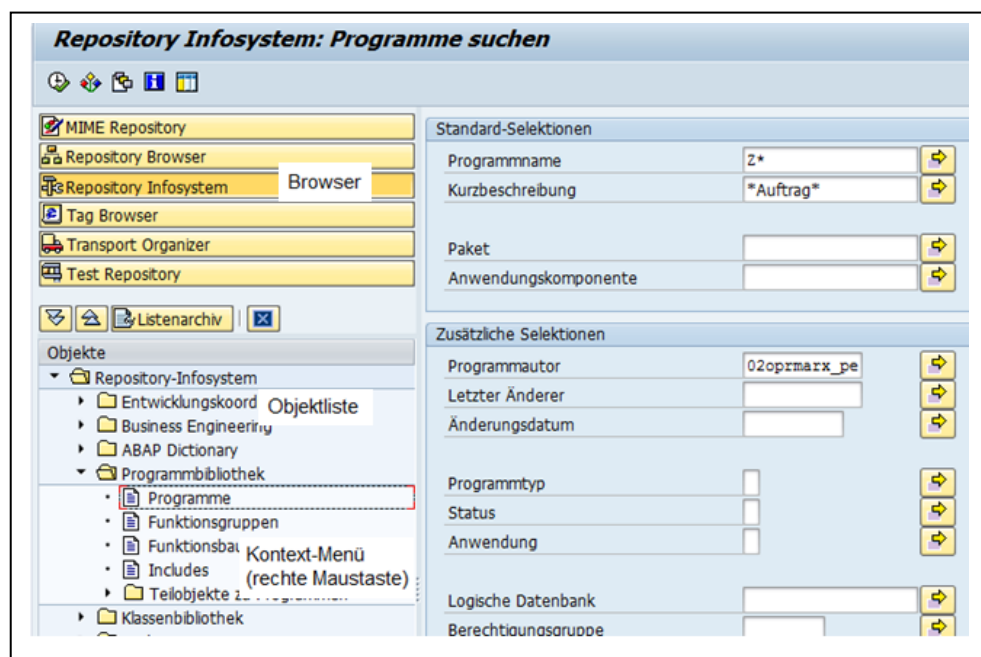 Repository Infosystem: Programme suchen
MIME Repository
Repository Browser
Repository Infosystem
Browser
Tag Browser
Transport Organizer
Test Repository
Listenarchiv
Objekte
Repository-Infosystem
Entwicklungskoord
Objektliste
Business Engineering
ABAP Dictionary
Programmbibliothek
Programme
Funktionsgruppen
Funktionsbau
Kontext-Menü
(rechte Maustaste)
Includes
Teilobjekte zu Programmen
Klassenbibliothek
Standard-Selektionen
Programmname Z*
Kurzbeschreibung *Auftrag*
Paket
Anwendungskomponente
Zusätzliche Selektionen
Programmautor 02oprmarx_pe
Letzter Änderer
Änderungsdatum
Programmtyp
Status
Anwendung
Logische Datenbank
Berechtigungsgruppe